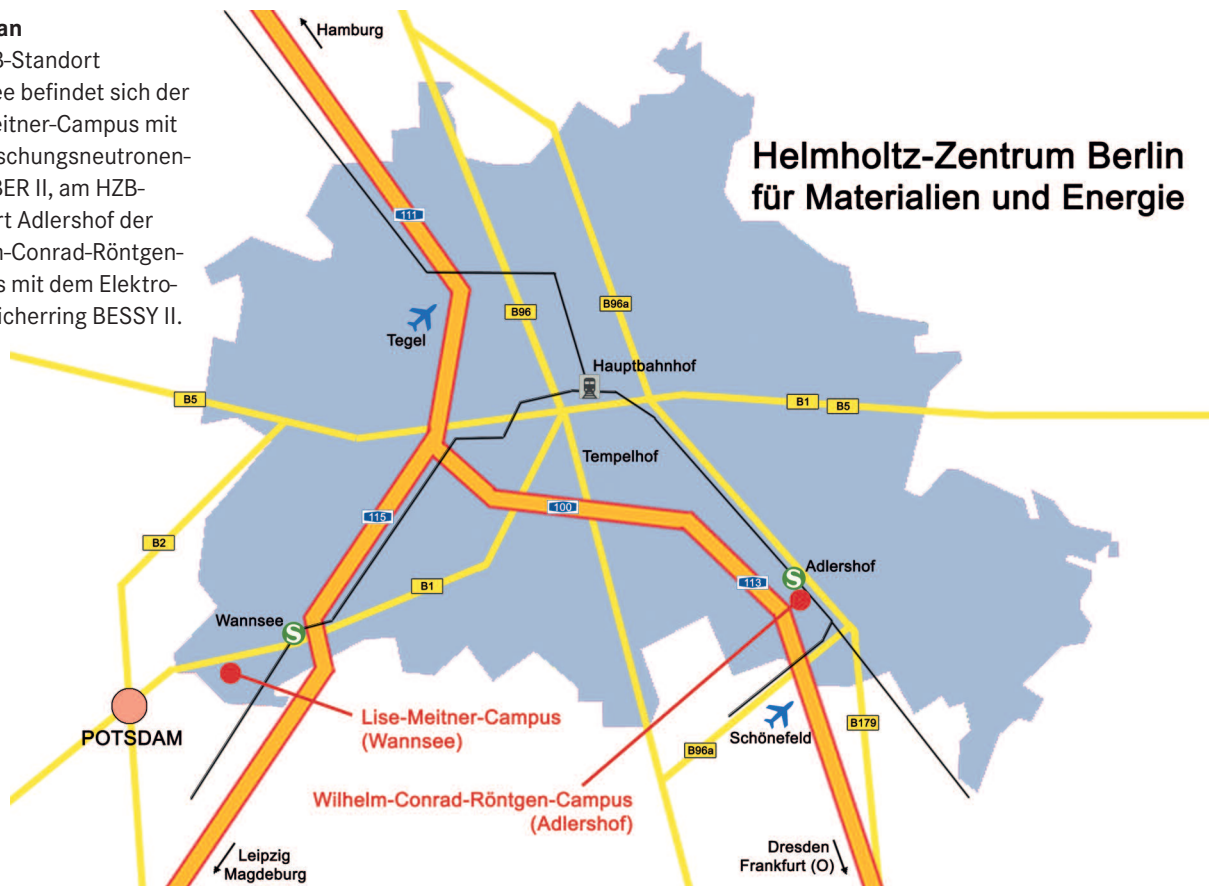 an
B-Standort
ee befindet sich der
eitner-Campus mit
schungsneutronen-
BER II, am HZB-
rt Adlershof der
n-Conrad-Röntgen-
s mit dem Elektro-
icherring BESSY II.
Helmholtz-Zentrum Berlin
für Materialien und Energie
Hamburg
111
B96
B96a
Tegel
Hauptbahnhof
B5
B1
B5
Tempelhof
115
100
B2
B1
113
Adlershof
S
Wannsee
S
Lise-Meitner-Campus
(Wannsee)
POTSDAM
Schönefeld
B179
B96a
Wilhelm-Conrad-Röntgen-Campus
(Adlershof)
Leipzig
Magdeburg
Dresden
Frankfurt (O)